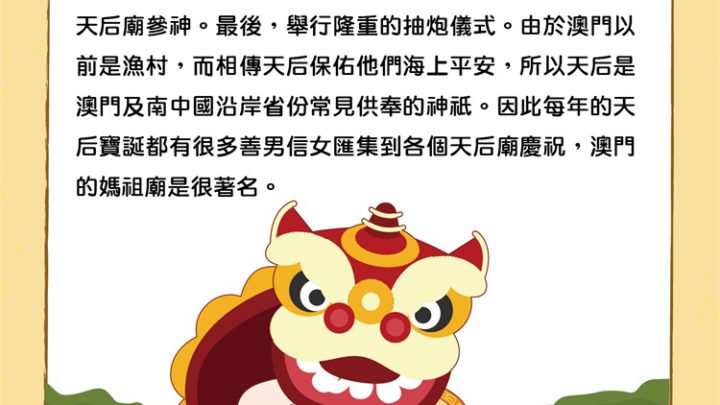 天后廟參神。最後，舉行隆重的抽炮儀式。由於澳門以
前是漁村，而相傳天后保佑他們海上平安，所以天后是
澳門及南中國沿岸省份常見供奉的神祇。因此每年的天
后寶誕都有很多善男信女匯集到各個天后廟慶祝，澳門
的媽祖廟是很著名。